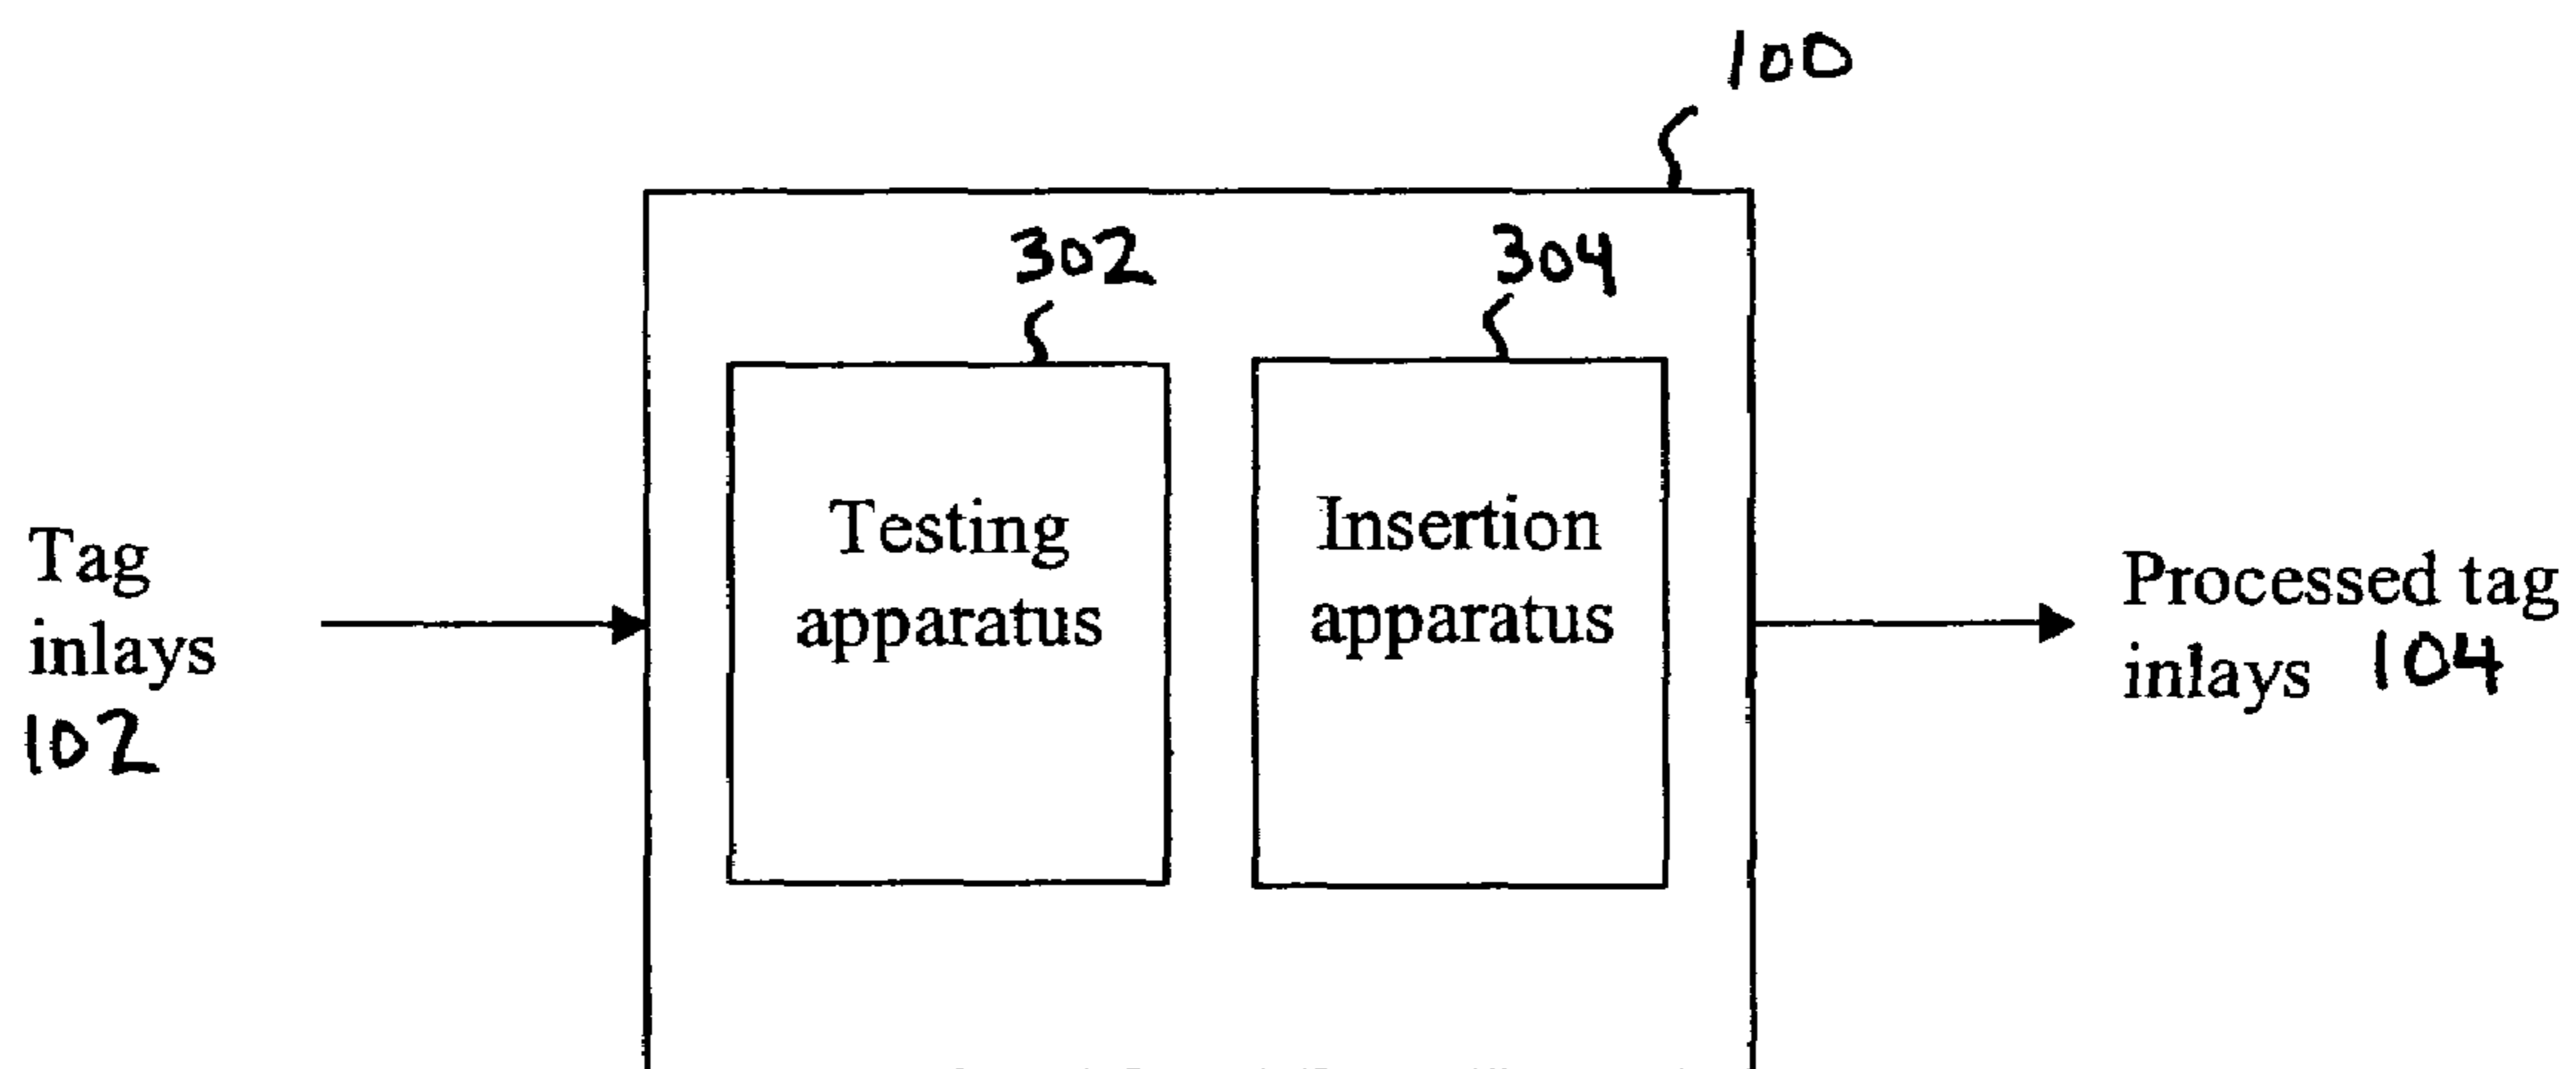 100
302
304
Testing
apparatus
Insertion
apparatus
Tag
inlays
102
Processed tag
inlays 104